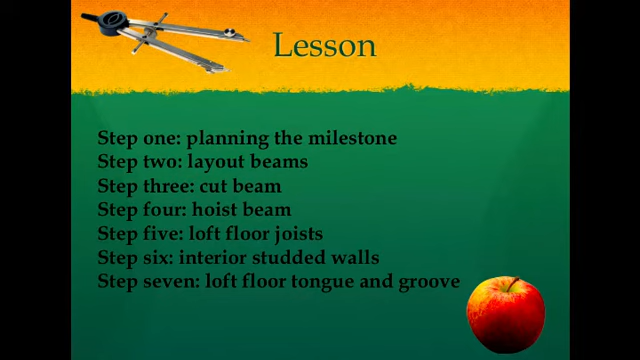 Lesson
Step one: planning the milestone
Step two: layout beams
Step three: cut beam
Step four: hoist beam
Step five: loft floor joists
Step six: interior studded walls
Step seven: loft floor tongue and groove